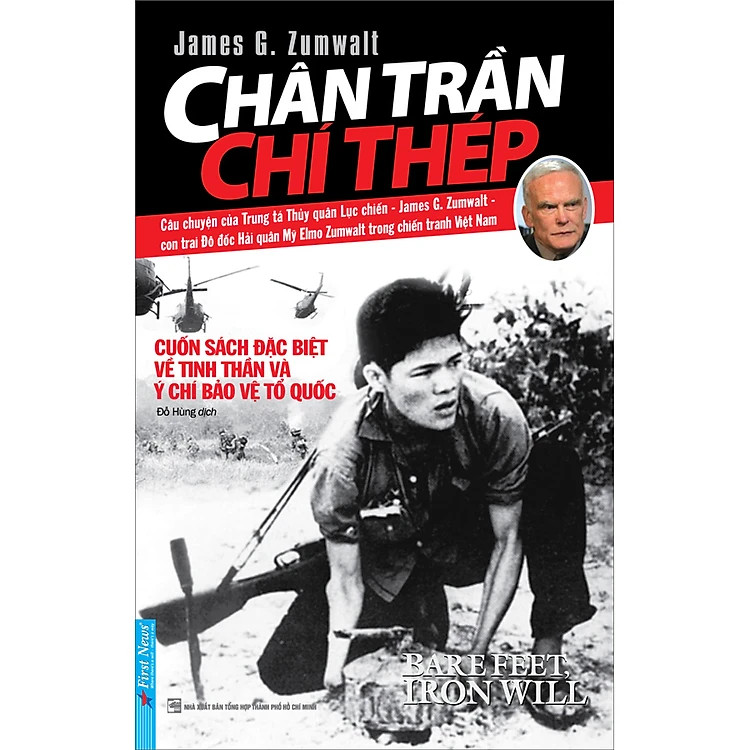 James G. Zumwalt
CHÂN TRẦN
CHÍ THÉP
Câu chuyện của Trung tá Thủy quân Lục chiến - James G. Zumwalt -
con trai Đô đốc Hải quân Mỹ Elmo Zumwalt trong chiến tranh Việt Nam
CUỐN SÁCH ĐẶC BIỆT
VỀ TINH THẦN VÀ
Ý CHÍ BẢO VỆ TỔ QUỐC
Đỗ Hùng dịch
BARE FEET,
IRON WILL
First News
NHÀ XUẤT BẢN TỔNG HỢP THÀNH PHỐ HỒ CHÍ MINH